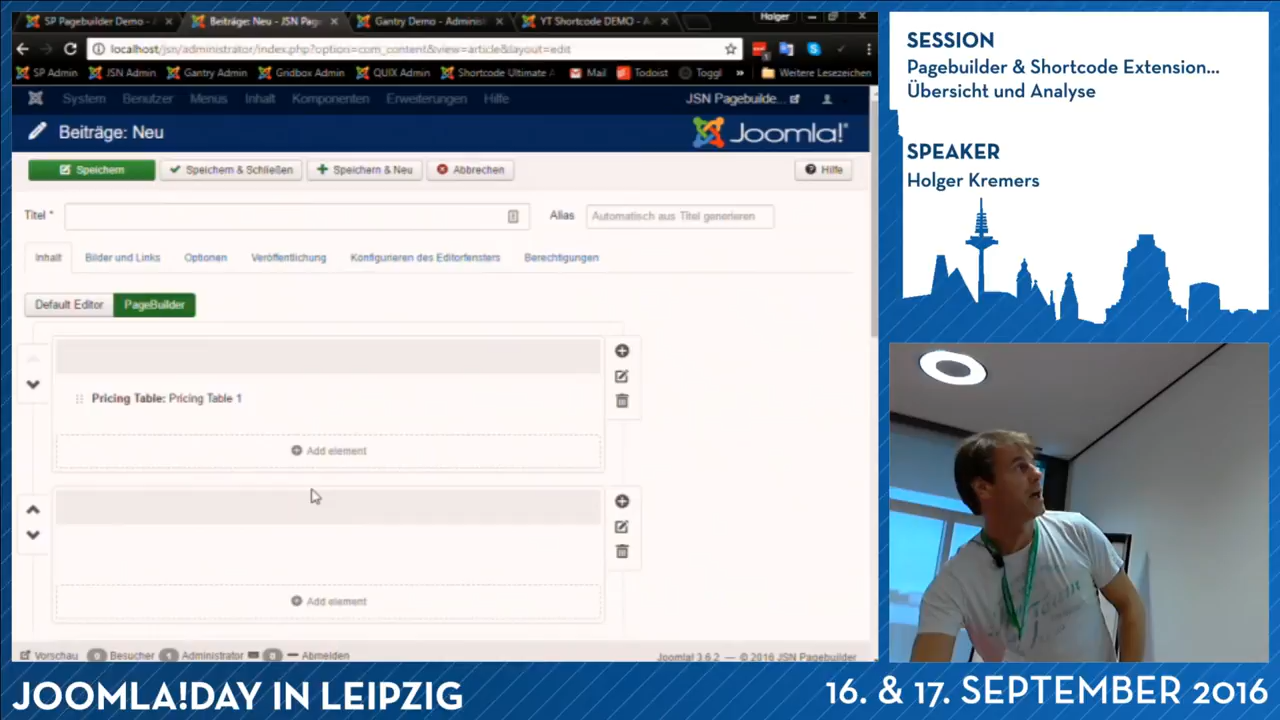 SP Pagebuilder Demo - A
Beiträge: Neu - JSN Page
Gantry Demo - Administ
YT Shortcode DEMO - A
Holger
localhost/jsn/administrator/index.php?option=com_content&view=article&layout=edit
SP Admin
JSN Admin
Gantry Admin
Gridbox Admin
QUIX Admin
Shortcode Ultimate
Mail
Todoist
Toggl
»
Weitere Lesezeichen
System Benutzer Menus Inhalt Komponenten Erweiterungen Hilfe
JSN Pagebuilde...
Beiträge: Neu
Joomla!®
Speichern
Speichern & Schließen
Speichern & Neu
Abbrechen
Hilfe
Titel *
Alias
Automatisch aus Titel generieren
Inhalt
Bilder und Links
Optionen
Veröffentlichung
Konfigurieren des Editorfensters
Berechtigungen
Default Editor
PageBuilder
Pricing Table: Pricing Table 1
Add element
Add element
Vorschau
0 Besucher
1 Administrator
0
Abmelden
Joomla! 3.6.2 — © 2016 JSN Pagebuilder
SESSION
Pagebuilder & Shortcode Extension...
Übersicht und Analyse
SPEAKER
Holger Kremers
JOOMLA!DAY IN LEIPZIG
16. & 17. SEPTEMBER 2016